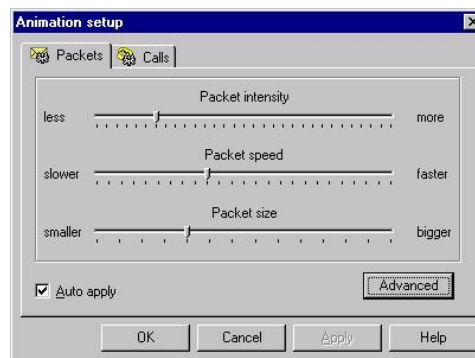 Animation setup
Packets Calls
Packet intensity
less more
Packet speed
slower faster
Packet size
smaller bigger
Auto apply Advanced
OK Cancel Apply Help